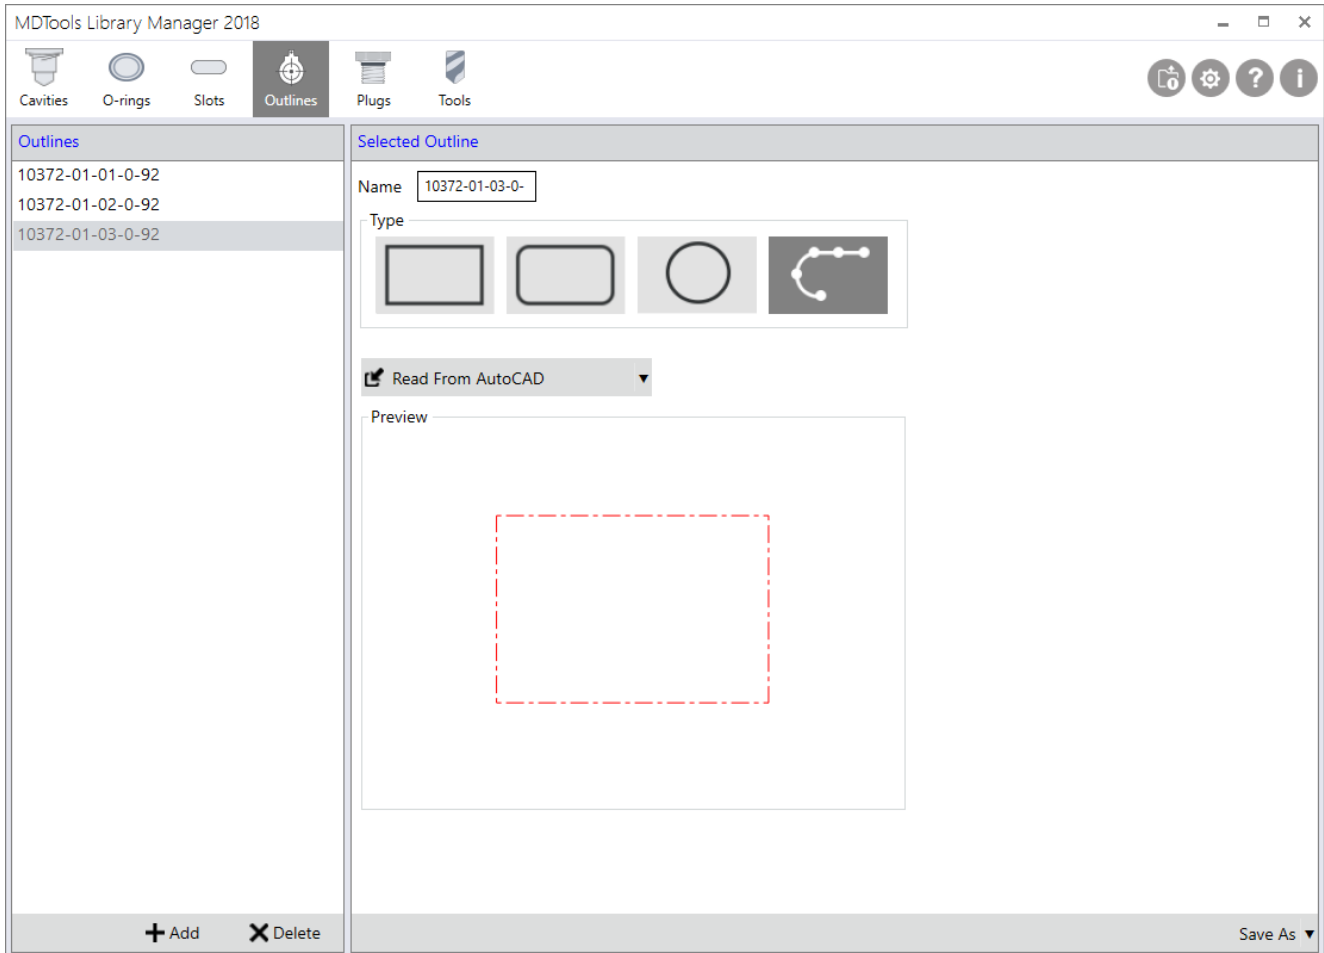 MDTools Library Manager 2018
Cavities O-rings Slots Outlines Plugs Tools
Outlines
10372-01-01-0-92
10372-01-02-0-92
10372-01-03-0-92
Add Delete
Selected Outline
Name 10372-01-03-0-
Type
Read From AutoCAD
Preview
Save As